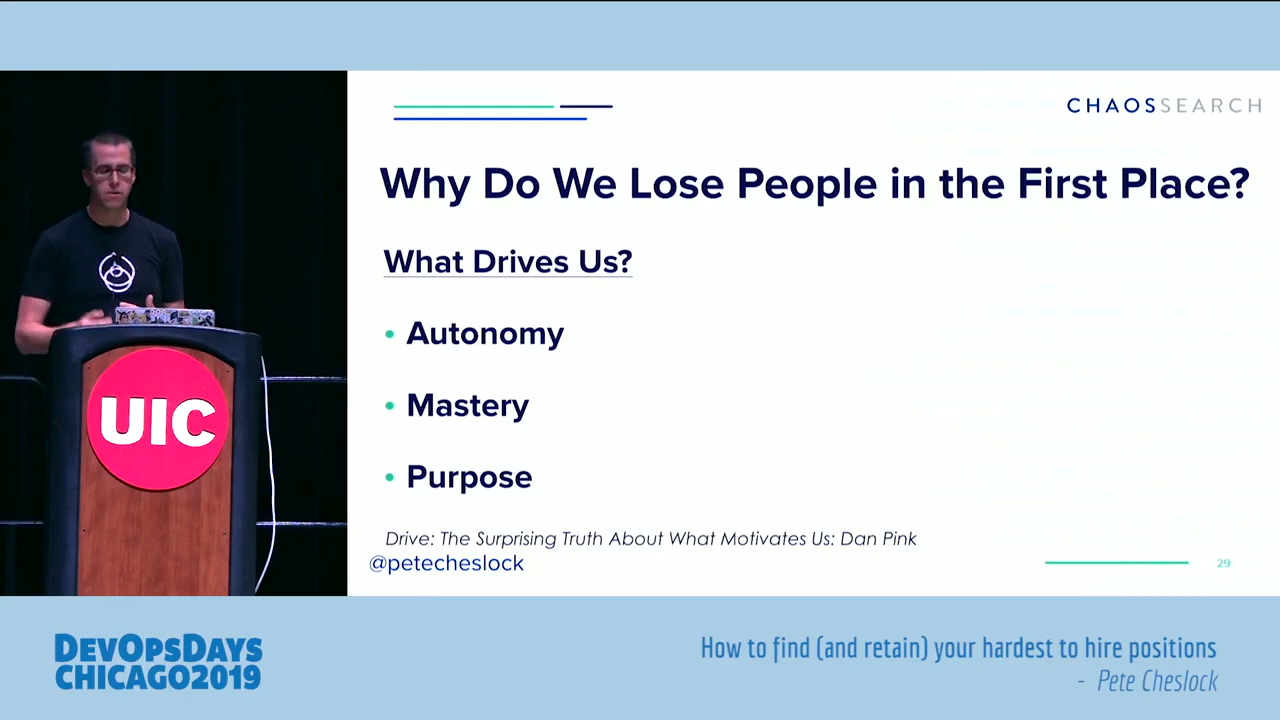 CHAOSSEARCH
Why Do We Lose People in the First Place?
What Drives Us?
• Autonomy
• Mastery
• Purpose
Drive: The Surprising Truth About What Motivates Us: Dan Pink
@petecheslock
29
UIC
DevOpsDays
Chicago2019
How to find (and retain) your hardest to hire positions
- Pete Cheslock